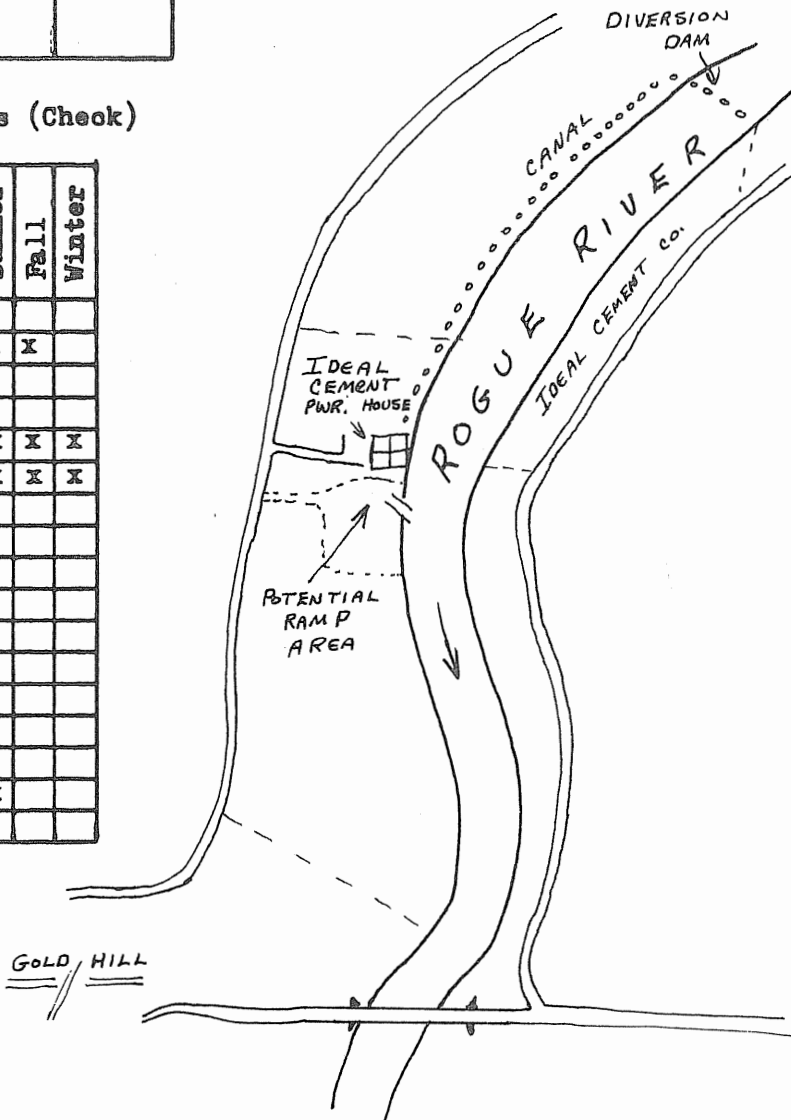 DIVERSION
DAM
s (Check)
CANAL
Fall
Winter
ROGUE RIVER
IDEAL CEMENT CO.
X
IDEAL
CEMENT
PWR. HOUSE
X X
X X
POTENTIAL
RAMP
AREA
GOLD HILL